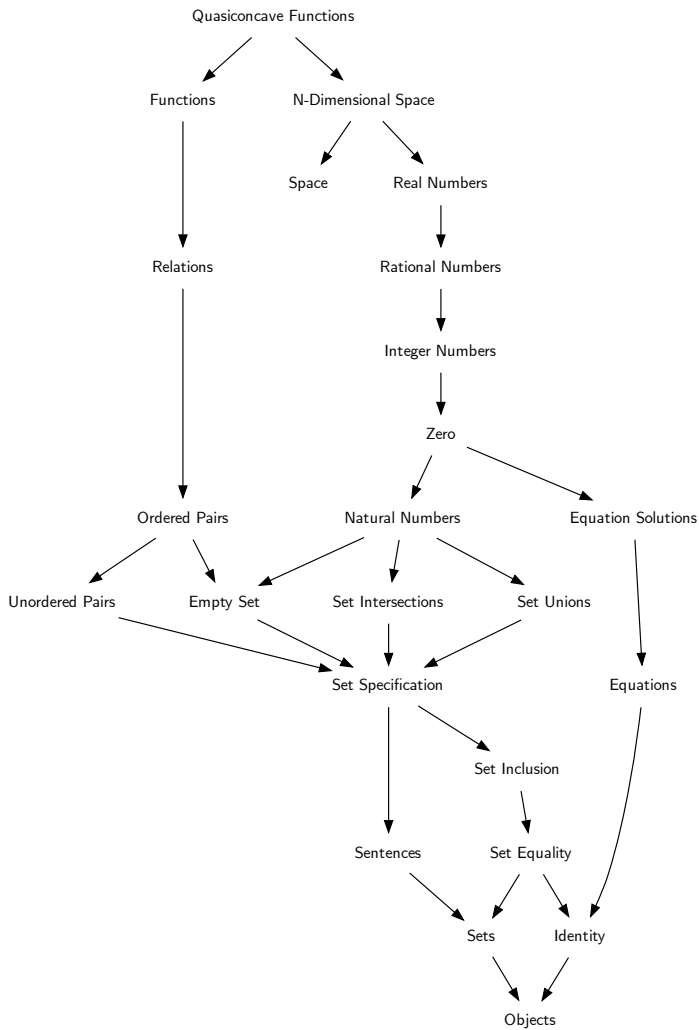 Quasiconcave Functions
Functions
N-Dimensional Space
Space
Real Numbers
Relations
Rational Numbers
Integer Numbers
Zero
Ordered Pairs
Natural Numbers
Equation Solutions
Unordered Pairs
Empty Set
Set Intersections
Set Unions
Set Specification
Equations
Set Inclusion
Sentences
Set Equality
Sets
Identity
Objects